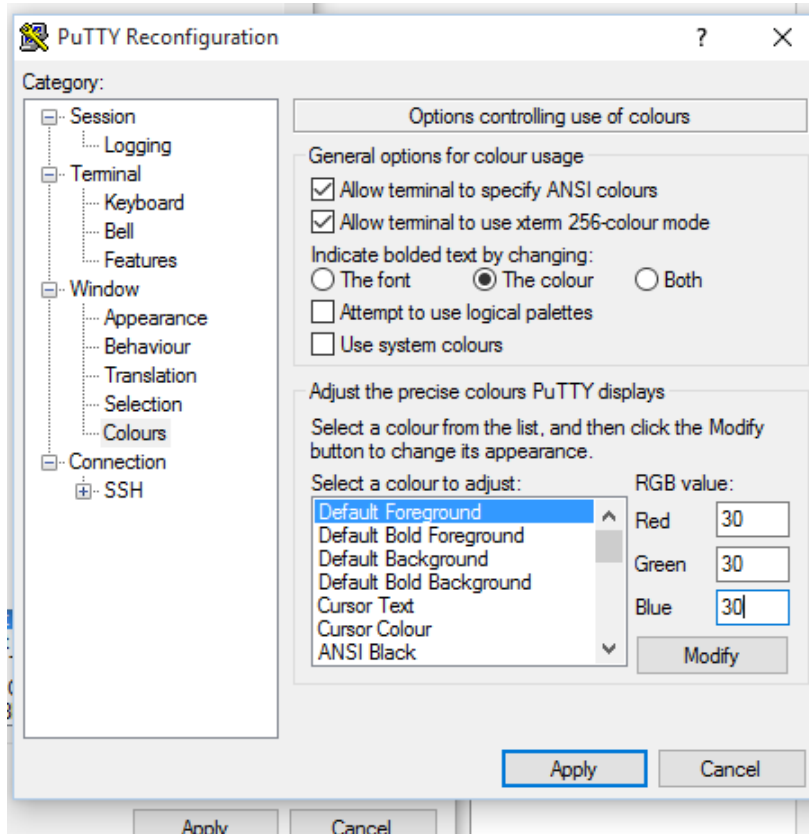 PuTTY Reconfiguration
?
Category:
Session
Logging
Terminal
Keyboard
Bell
Features
Window
Appearance
Behaviour
Translation
Selection
Colours
Connection
SSH
Options controlling use of colours
General options for colour usage
Allow terminal to specify ANSI colours
Allow terminal to use xterm 256-colour mode
Indicate bolded text by changing:
The font The colour Both
Attempt to use logical palettes
Use system colours
Adjust the precise colours PuTTY displays
Select a colour from the list, and then click the Modify
button to change its appearance.
Select a colour to adjust:
Default Foreground
Default Bold Foreground
Default Background
Default Bold Background
Cursor Text
Cursor Colour
ANSI Black
RGB value:
Red 30
Green 30
Blue 30
Modify
Apply Cancel
Apply Cancel